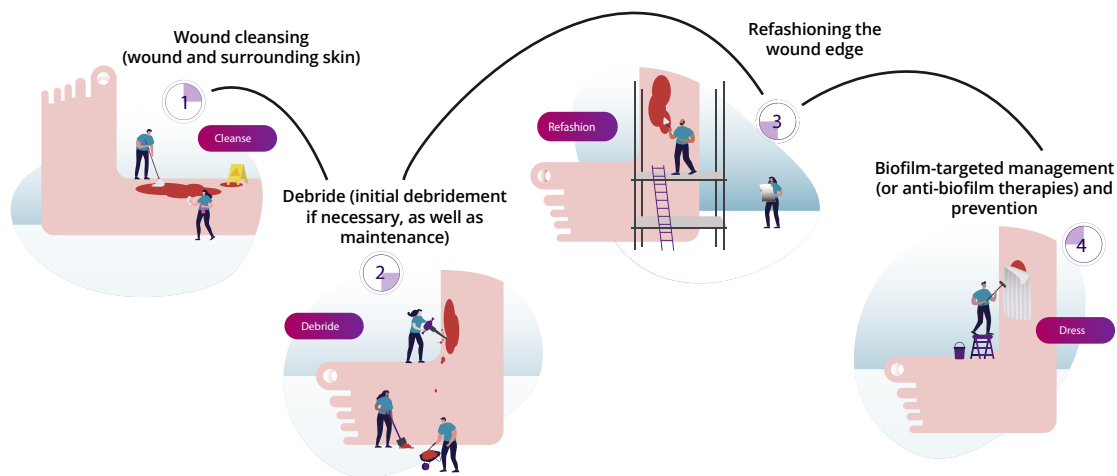 Wound cleansing
(wound and surrounding skin)
1
Cleanse
Debride (initial debridement
if necessary, as well as
maintenance)
2
Debride
Refashioning the
wound edge
3
Refashion
Biofilm-targeted management
(or anti-biofilm therapies) and
prevention
4
Dress